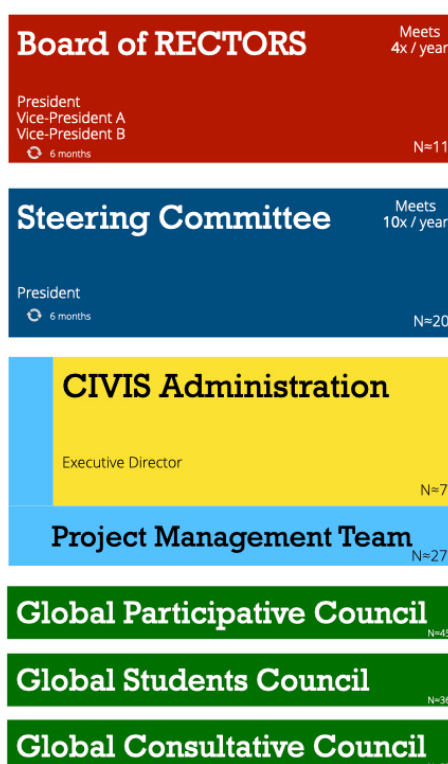 Board of RECTORS
Meets
4x / year
President
Vice-President A
Vice-President B
6 months
N≈11
Steering Committee
Meets
10x / year
President
6 months
N≈20
CIVIS Administration
Executive Director
N≈7
Project Management Team
N≈27
Global Participative Council
N≈45
Global Students Council
N≈36
Global Consultative Council